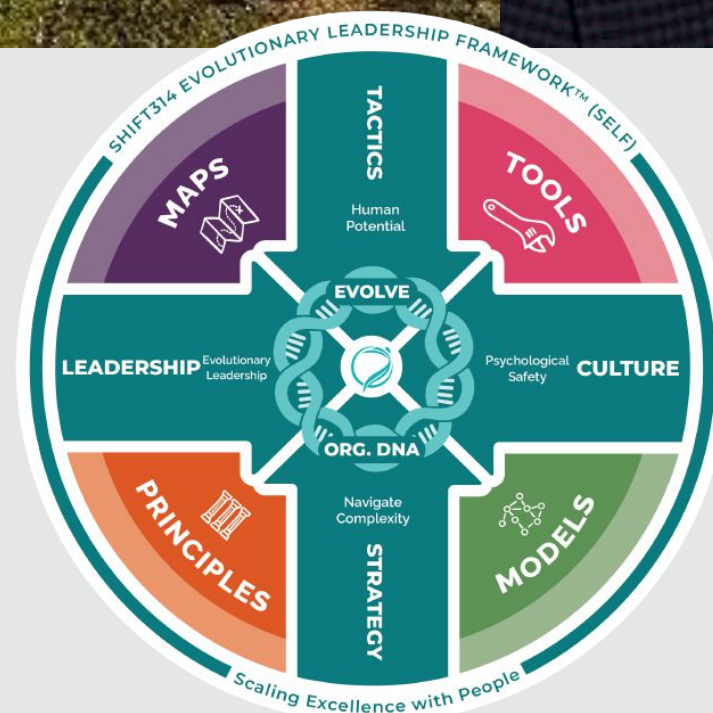 SHIFT314 EVOLUTIONARY LEADERSHIP FRAMEWORK™ (SELF)
TACTICS
Human
Potential
MAPS
TOOLS
EVOLVE
LEADERSHIP
Evolutionary
Leadership
Psychological
Safety
CULTURE
ORG. DNA
Navigate
Complexity
STRATEGY
PRINCIPLES
MODELS
Scaling Excellence with People